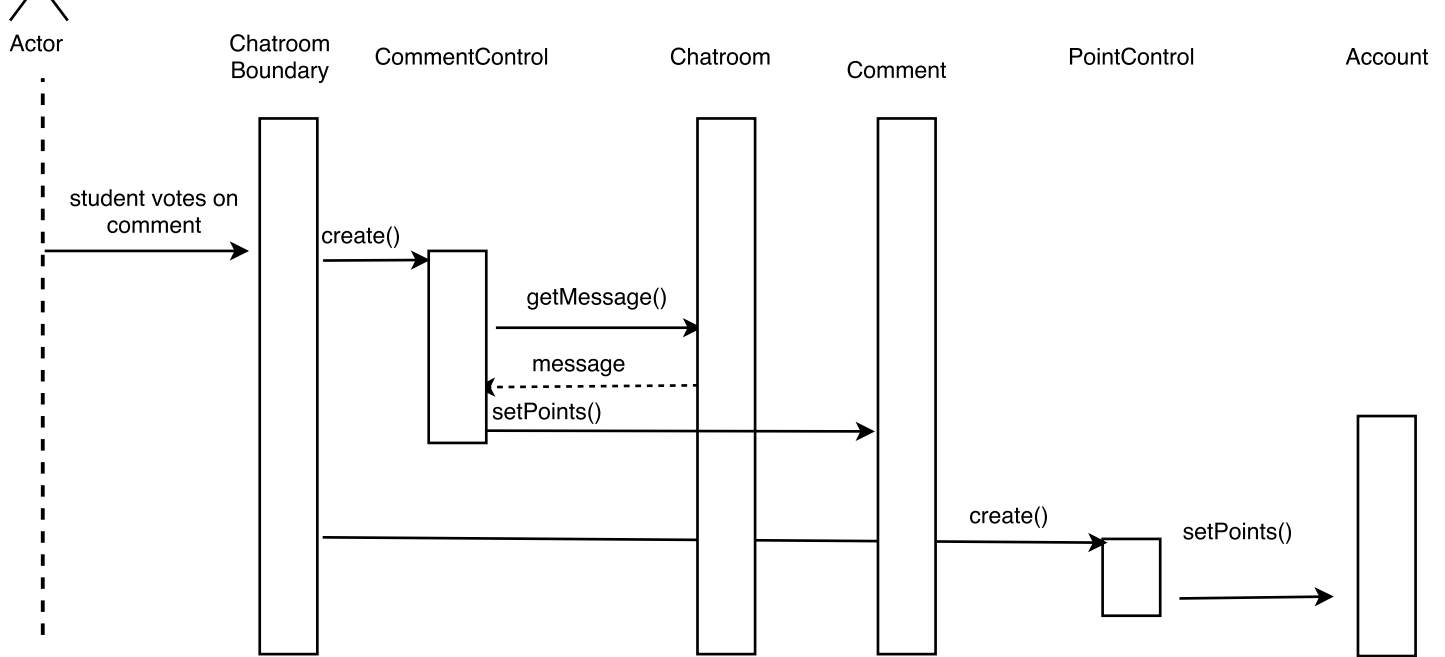 Actor
Chatroom
Boundary
CommentControl
Chatroom
Comment
PointControl
Account
student votes on
comment
create()
getMessage()
message
setPoints()
create()
setPoints()